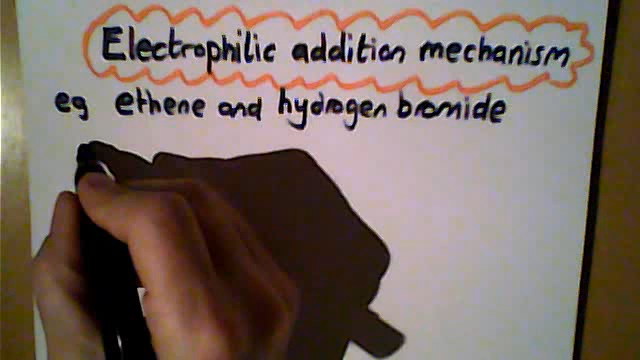 Electrophilic addition mechanism
eg ethene and hydrogen bromide